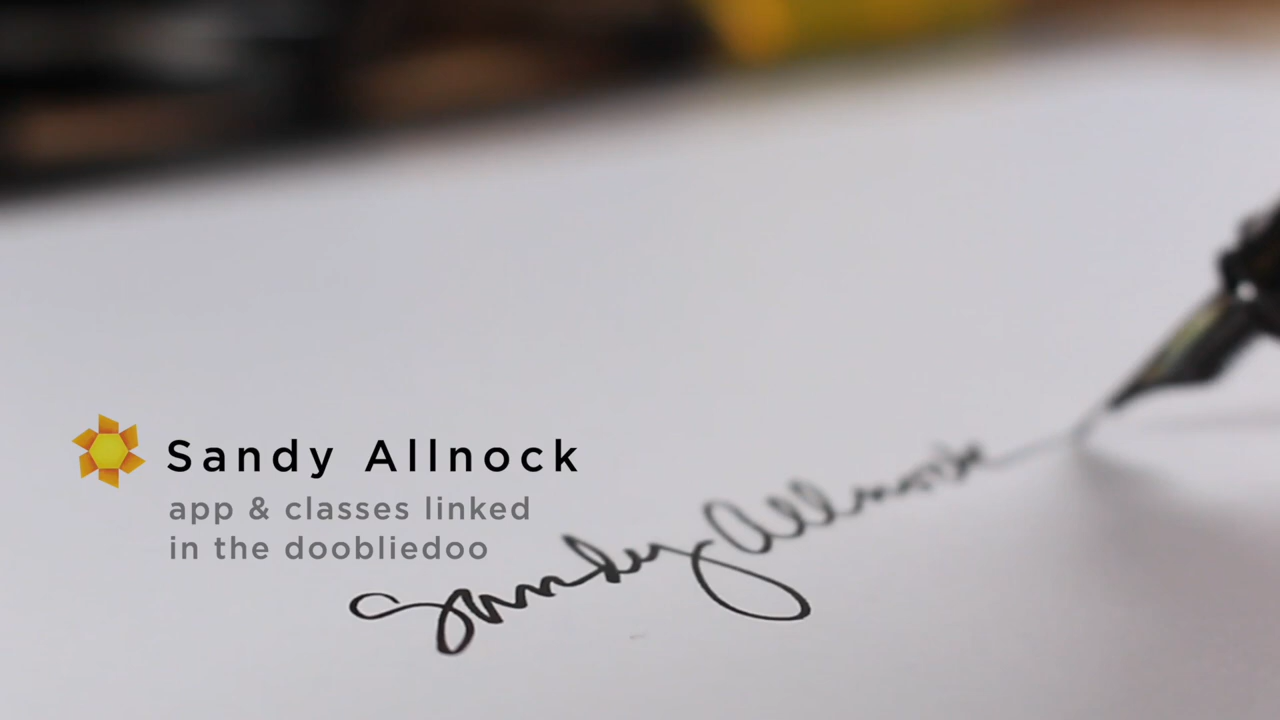 Sandy Allnock
app & classes linked
in the doobliedoo
Sandy Allnock